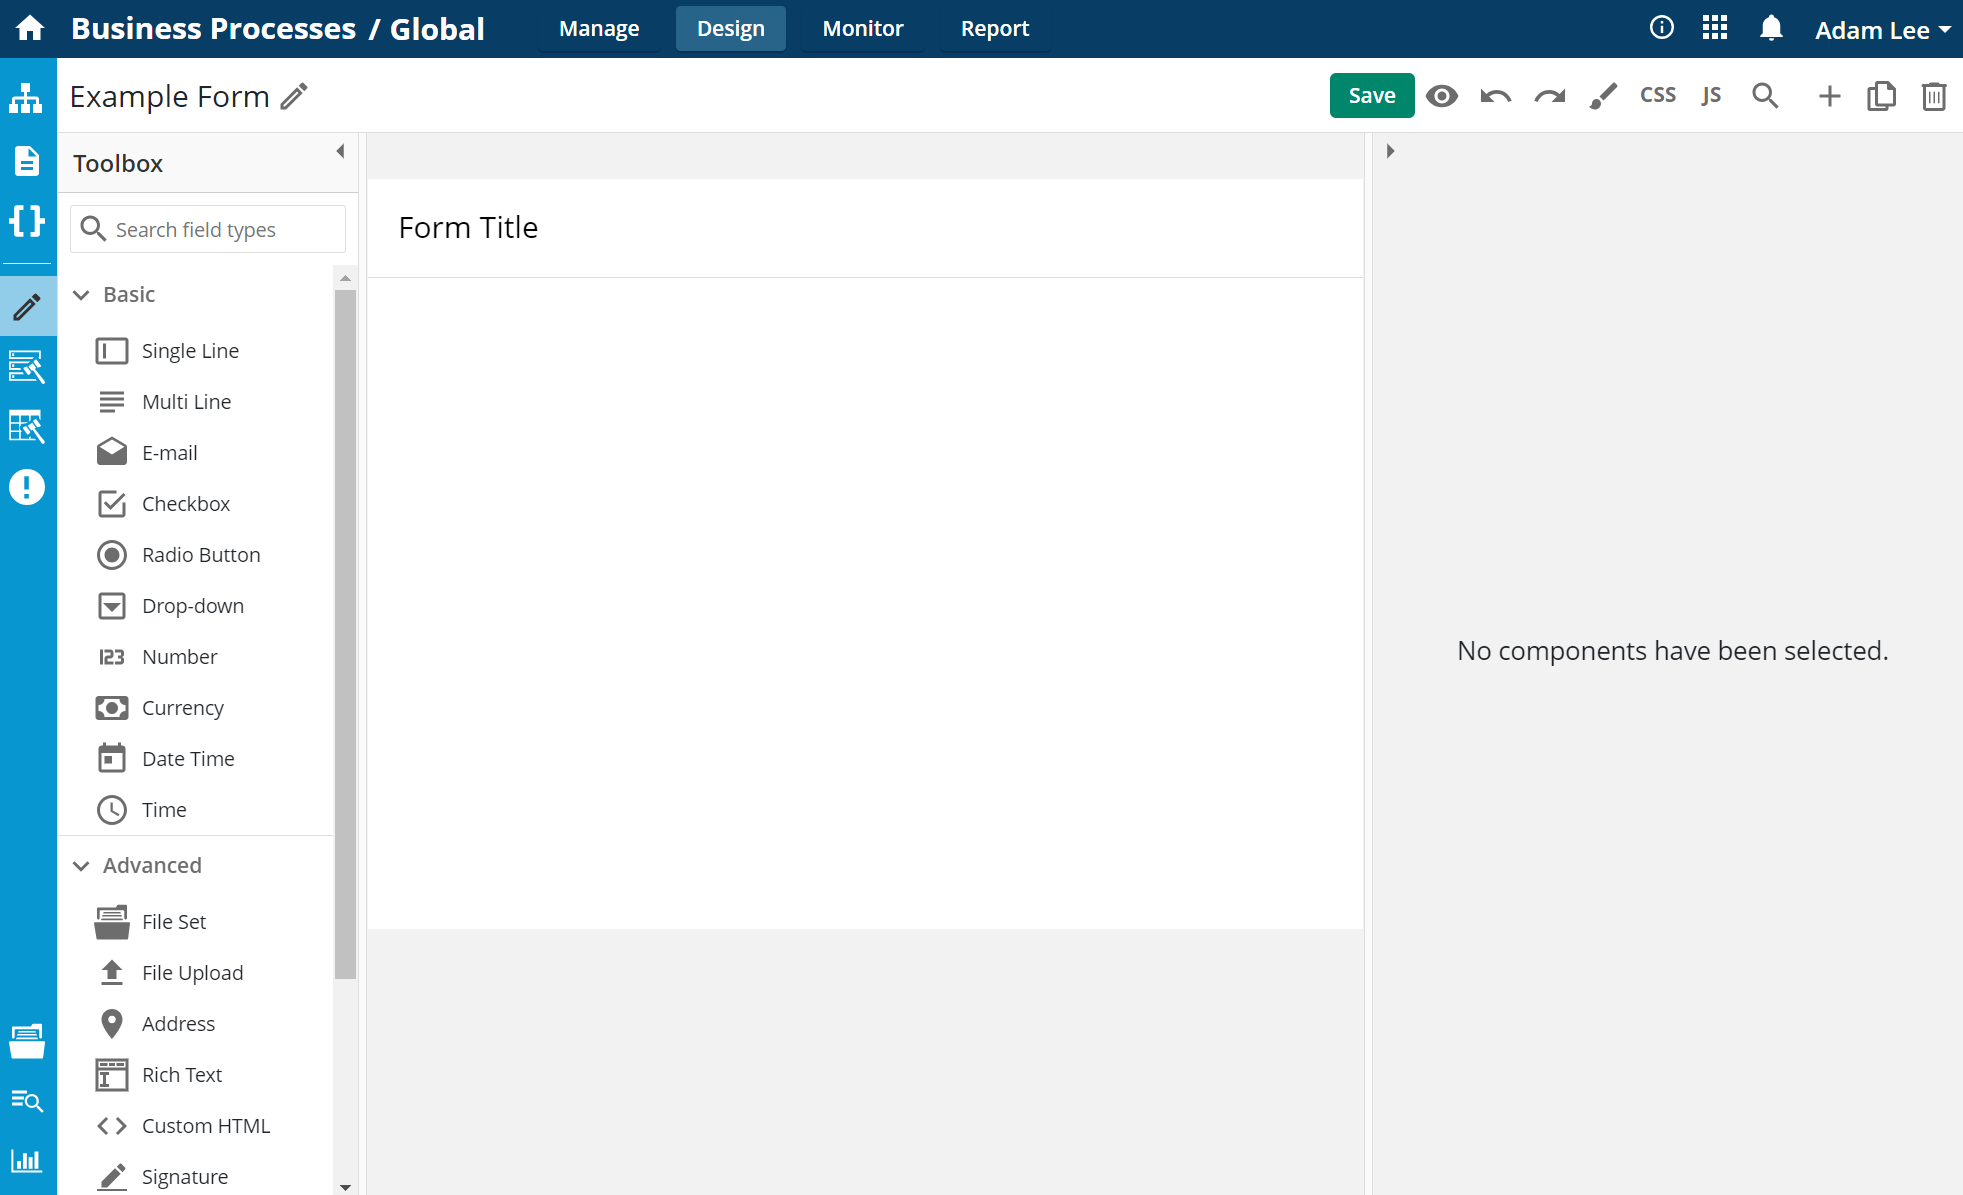 Business Processes / Global
Manage
Design
Monitor
Report
Adam Lee
Example Form
Save
CSS
JS
Toolbox
Search field types
Form Title
Basic
Single Line
Multi Line
E-mail
Checkbox
Radio Button
Drop-down
123 Number
Currency
Date Time
Time
Advanced
File Set
File Upload
Address
Rich Text
Custom HTML
Signature
No components have been selected.